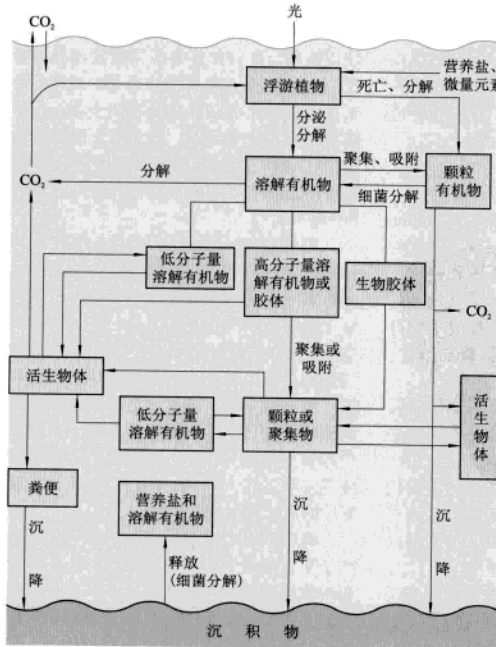 光
CO₂
浮游植物
营养盐、
微量元素
死亡、分解
分泌
分解
CO₂
分解
溶解有机物
聚集、吸附
细菌分解
颗粒
有机物
低分子量
溶解有机物
高分子量溶
解有机物或
胶体
生物胶体
CO₂
聚集或
吸附
活生物体
低分子量
溶解有机物
颗粒或
聚集物
活
生
物
体
粪便
营养盐和
溶解有机物
沉
降
释放
(细菌分解)
沉
降
沉
降
沉积物